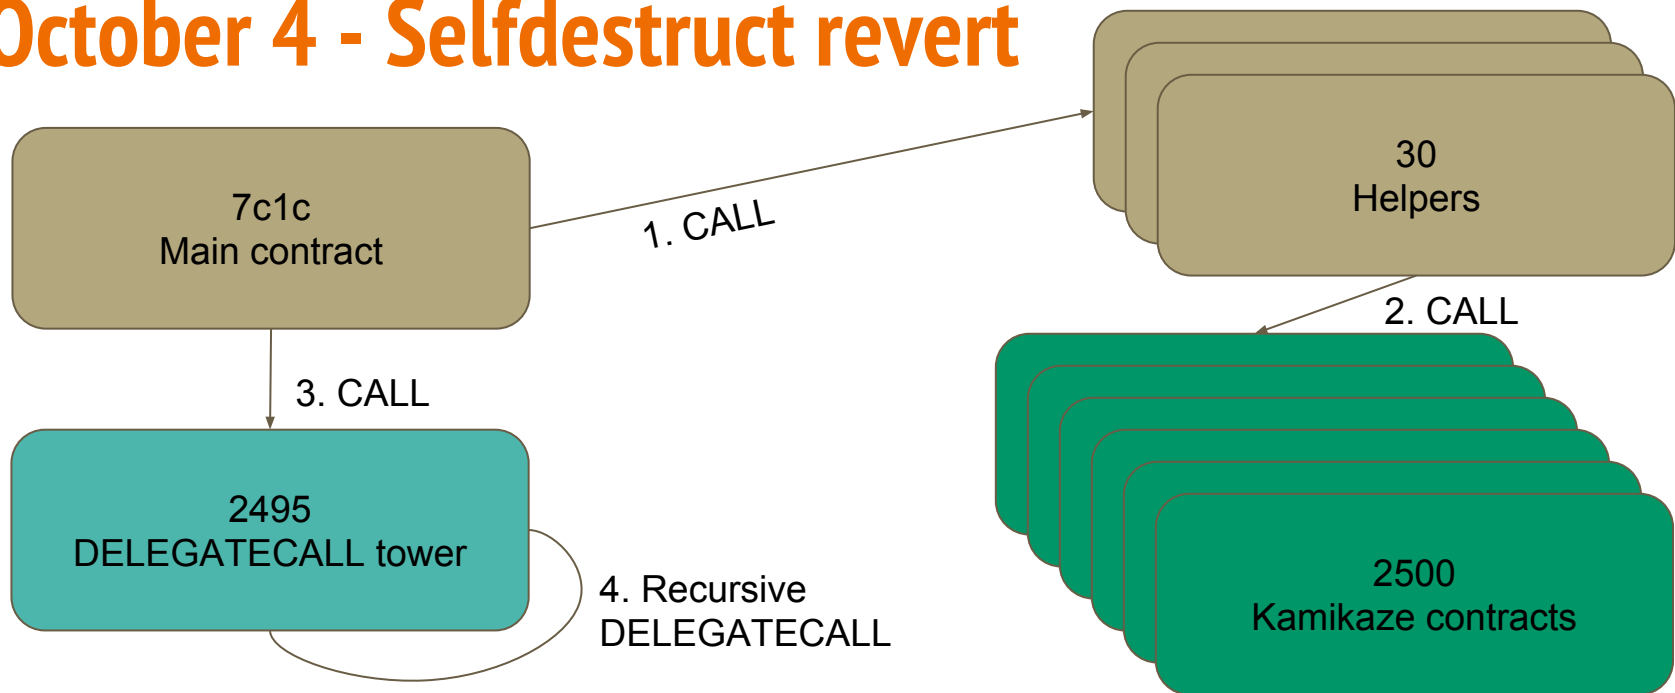 October 4 - Selfdestruct revert
7c1c
Main contract
1. CALL
30
Helpers
2. CALL
3. CALL
2495
DELEGATECALL tower
4. Recursive
DELEGATECALL
2500
Kamikaze contracts